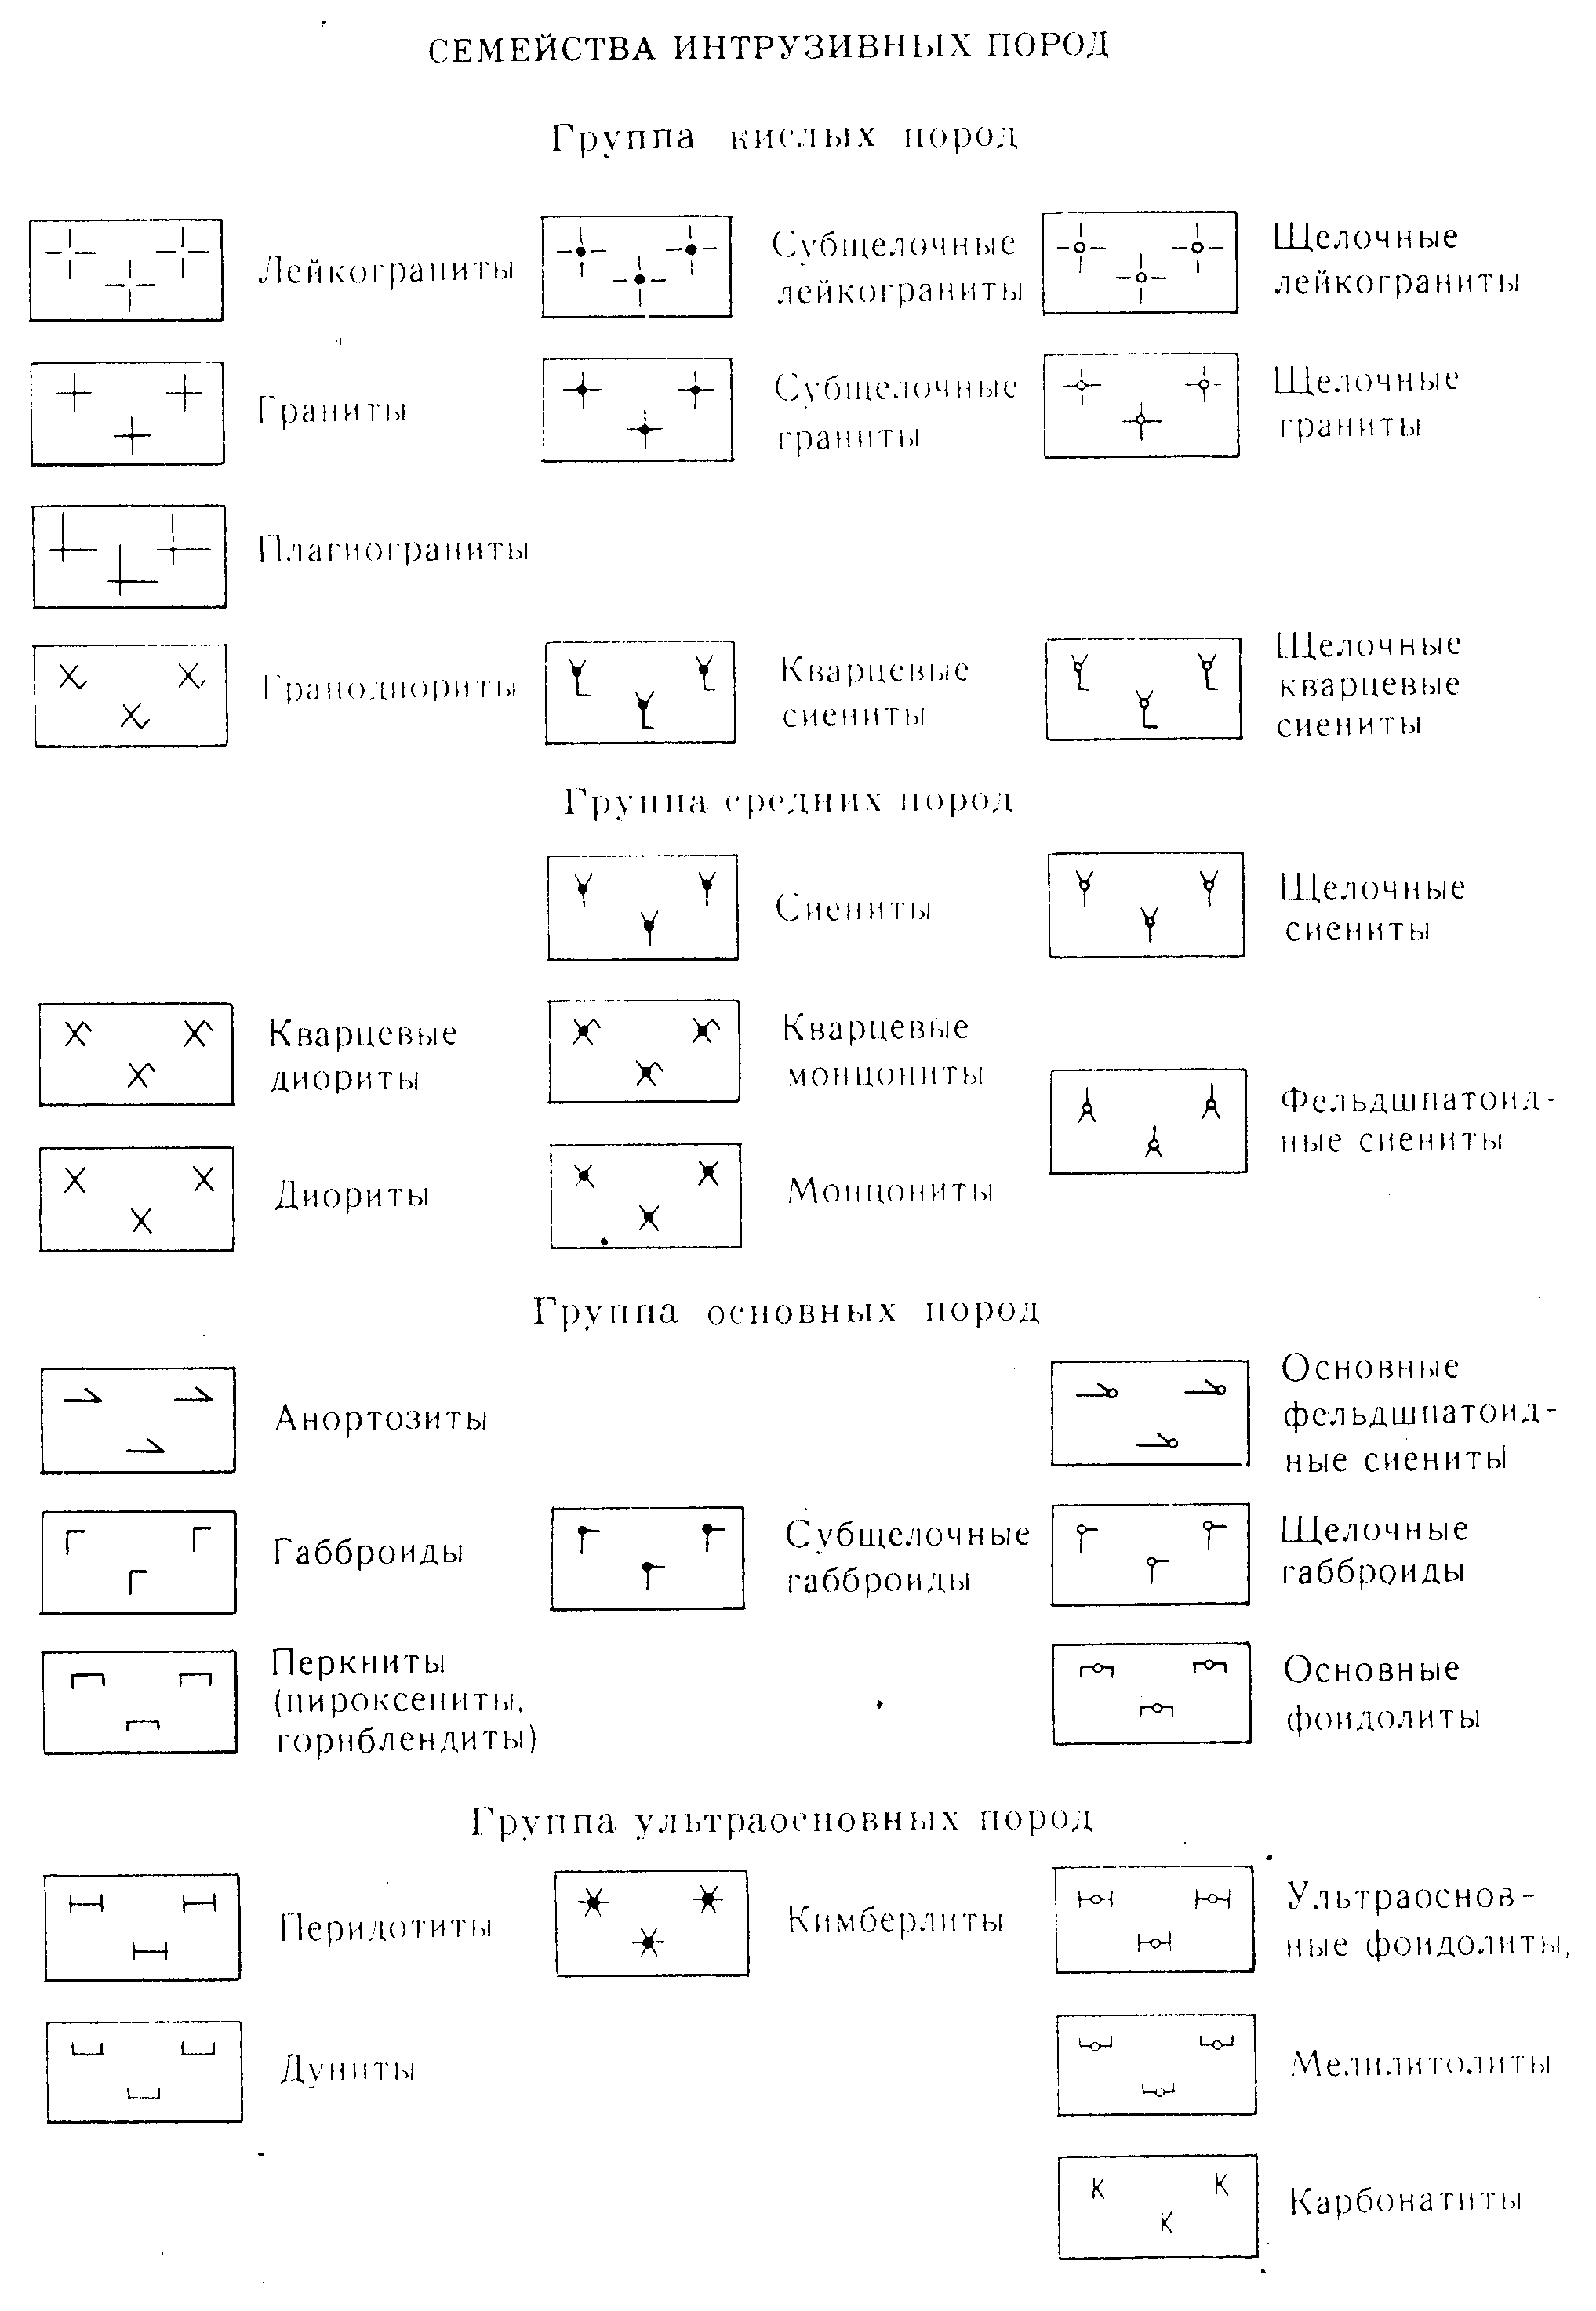 СЕМЕЙСТВА ИНТРУЗИВНЫХ ПОРОД
Группа кислых пород
Лейкограниты
Субщелочные
лейкограниты
Щелочные
лейкограниты
Граниты
Субщелочные
граниты
Щелочные
граниты
Плагиограниты
Гранодиориты
Кварцевые
сиениты
Щелочные
кварцевые
сиениты
Группа средних пород
Сиениты
Щелочные
сиениты
Кварцевые
диориты
Кварцевые
монцониты
Фельдшпатоид-
ные сиениты
Диориты
Монцониты
Группа основных пород
Анортозиты
Основные
фельдшпатоид-
ные сиениты
Габброиды
Субщелочные
габброиды
Щелочные
габброиды
Перкниты
(пироксениты,
горнблендиты)
Основные
фоидолиты
Группа ультраосновных пород
Перидотиты
Кимберлиты
Ультраоснов-
ные фоидолиты,
Дуниты
Мелилитолиты
К К
К
Карбонатиты